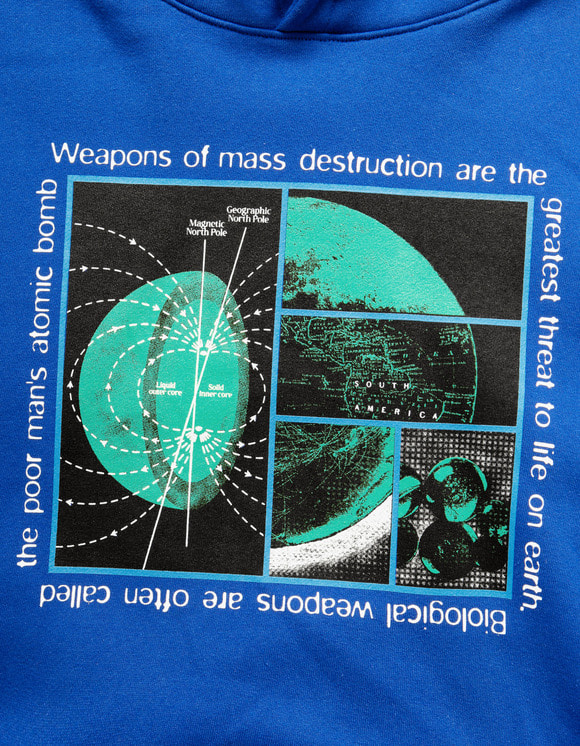 Weapons of mass destruction are the
greatest threat to life on earth.
Biological weapons are often called
the poor man's atomic bomb
Geographic
North Pole
Magnetic
North Pole
Liquid
outer core
Solid
inner core
SOUTH
AMERICA